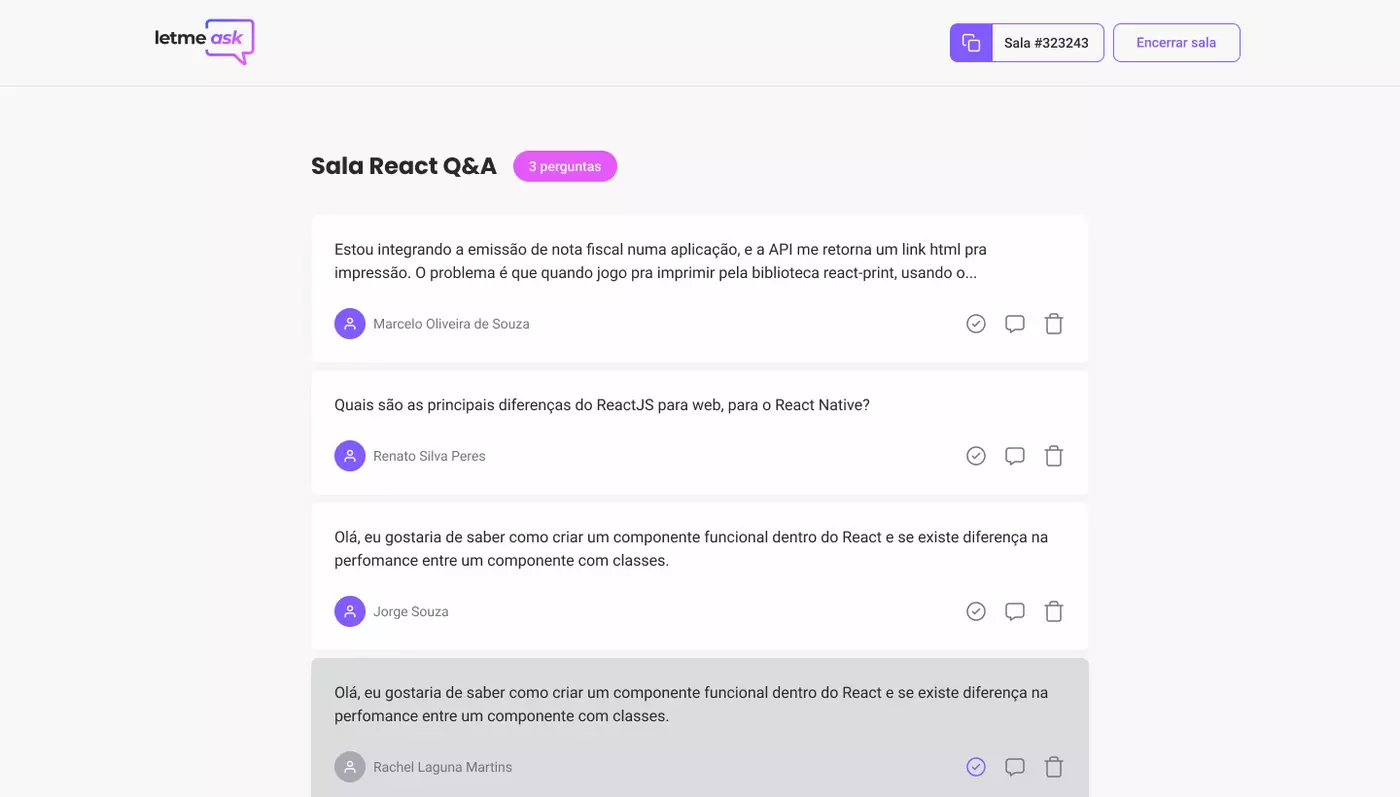 letme ask
Sala #323243
Encerrar sala
Sala React Q&A
3 perguntas
Estou integrando a emissão de nota fiscal numa aplicação, e a API me retorna um link html pra
impressão. O problema é que quando jogo pra imprimir pela biblioteca react-print, usando o...
Marcelo Oliveira de Souza
Quais são as principais diferenças do ReactJS para web, para o React Native?
Renato Silva Peres
Olá, eu gostaria de saber como criar um componente funcional dentro do React e se existe diferença na
perfomance entre um componente com classes.
Jorge Souza
Olá, eu gostaria de saber como criar um componente funcional dentro do React e se existe diferença na
perfomance entre um componente com classes.
Rachel Laguna Martins